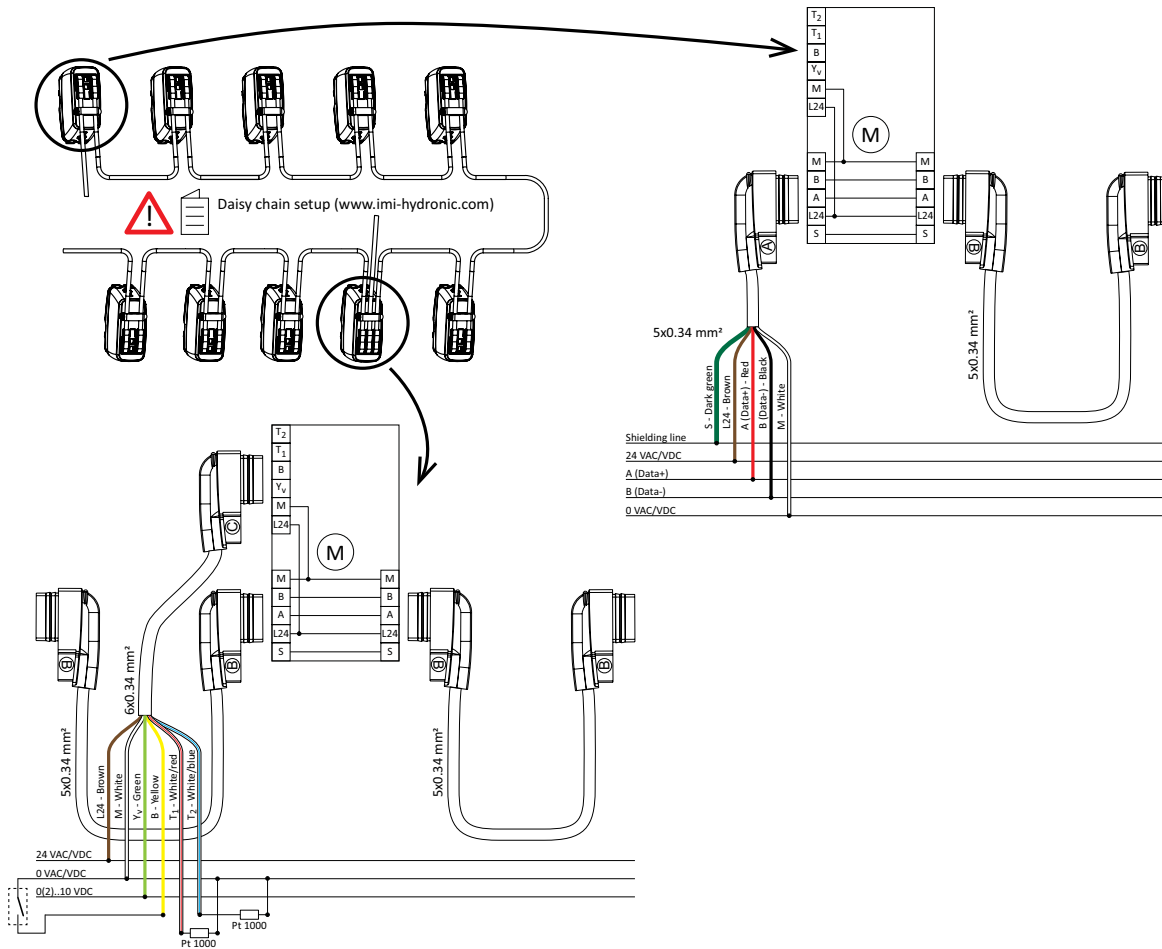 T2
T1
B
Yv
M
L24
M
M M
B B
A A
L24 L24
S S
A
B
B
Daisy chain setup (www.imi-hydronic.com)
5x0.34 mm²
5x0.34 mm²
S - Dark green
L24 - Brown
A (Data+) - Red
B (Data-) - Black
M - White
Shielding line
24 VAC/VDC
A (Data+)
B (Data-)
0 VAC/VDC
T2
T1
B
Yv
M
L24
C
M
M M
B B
A A
L24 L24
S S
B
B
B
B
6x0.34 mm²
5x0.34 mm²
5x0.34 mm²
L24 - Brown
M - White
Yv - Green
B - Yellow
T1 - White/red
T2 - White/blue
24 VAC/VDC
0 VAC/VDC
0(2)..10 VDC
Pt 1000
Pt 1000